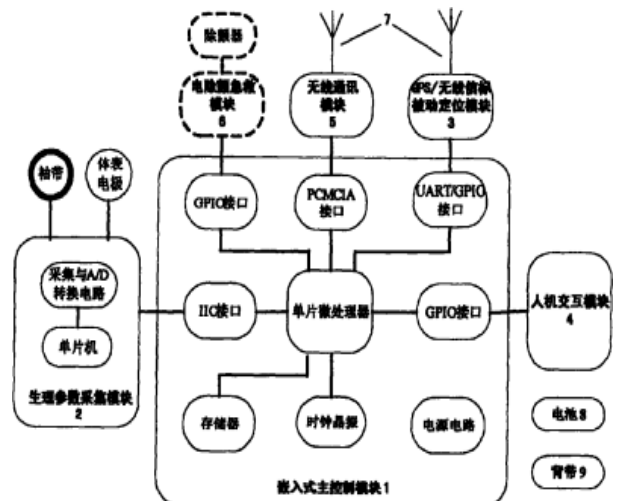 除颤器
7
电除颤急救
模块
6
无线通讯
模块
5
GPS/无线信标
被动定位模块
3
袖带
体表
电极
GPIO接口
PCMCIA
接口
UART/GPIO
接口
采集与A/D
转换电路
单片机
生理参数采集模块
2
IIC接口
单片微处理器
GPIO接口
人机交互模块
4
存储器
时钟晶振
电源电路
电池8
背带9
嵌入式主控制模块1